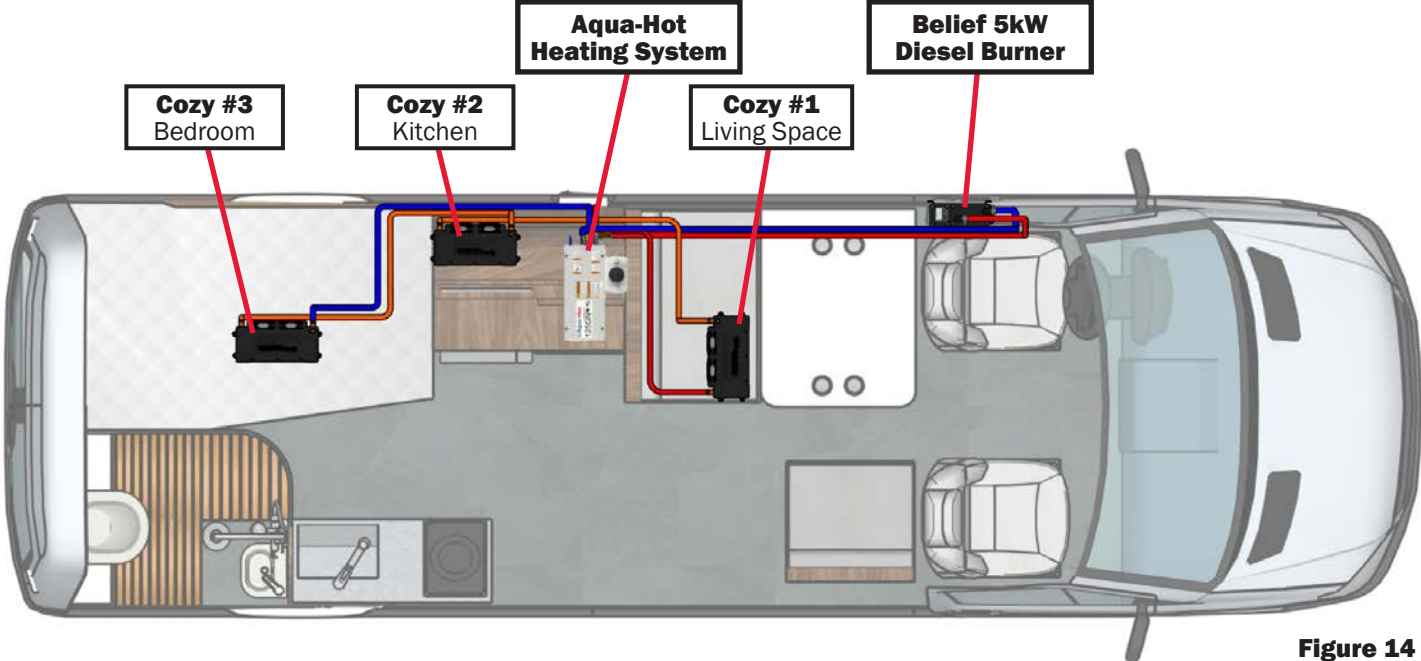 Aqua-Hot
Heating System
Belief 5kW
Diesel Burner
Cozy #3
Bedroom
Cozy #2
Kitchen
Cozy #1
Living Space
Figure 14